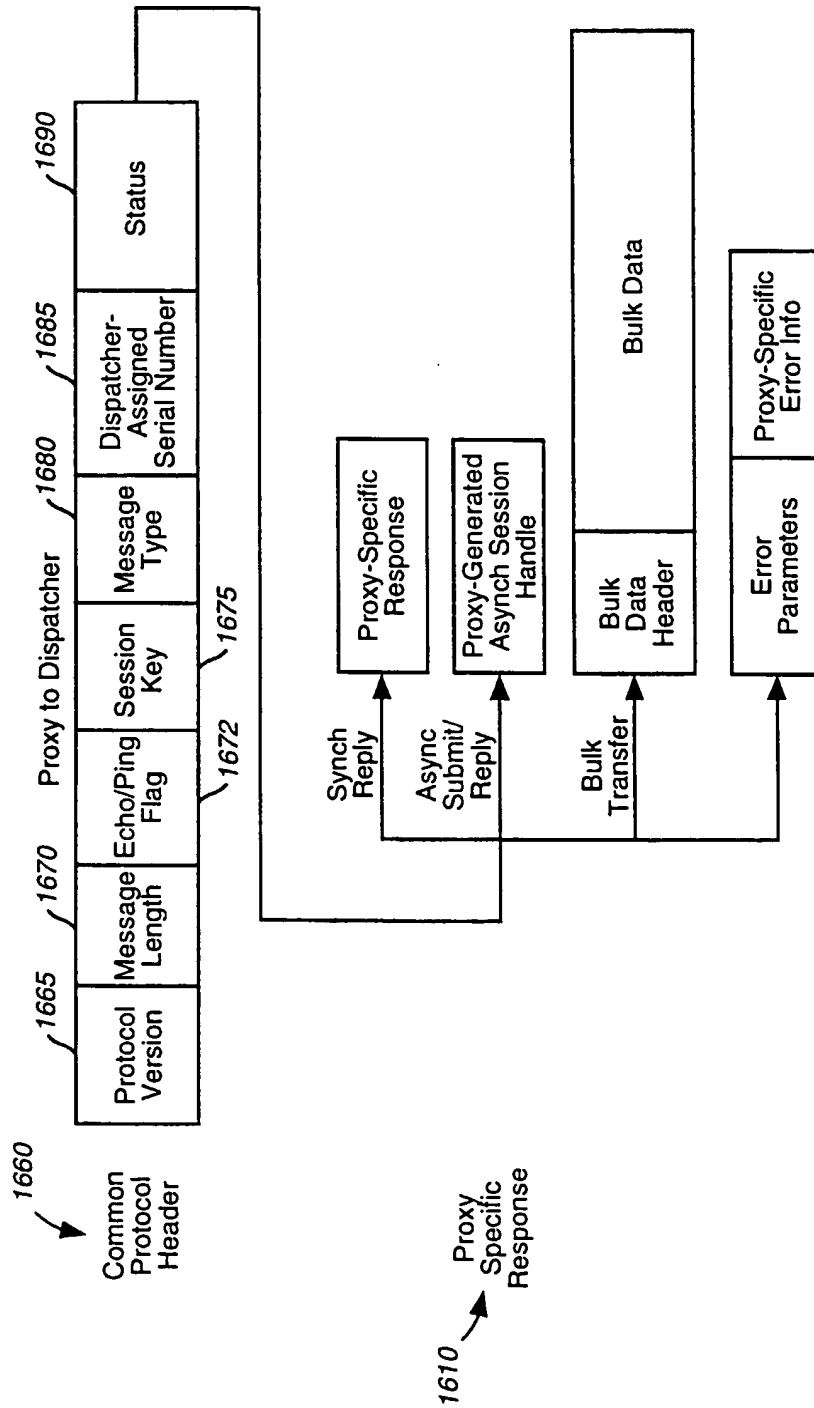 Proxy to Dispatcher
1660
Common
Protocol
Header
1665
1670
1680
1685
1690
Protocol
Version
Message
Length
Echo/Ping
Flag
Session
Key
Message
Type
Dispatcher-
Assigned
Serial Number
Status
1672
1675
1610
Proxy
Specific
Response
Synch
Reply
Proxy-Specific
Response
Async
Submit/
Reply
Proxy-Generated
Asynch Session
Handle
Bulk
Transfer
Bulk
Data
Header
Bulk Data
Error
Parameters
Proxy-Specific
Error Info